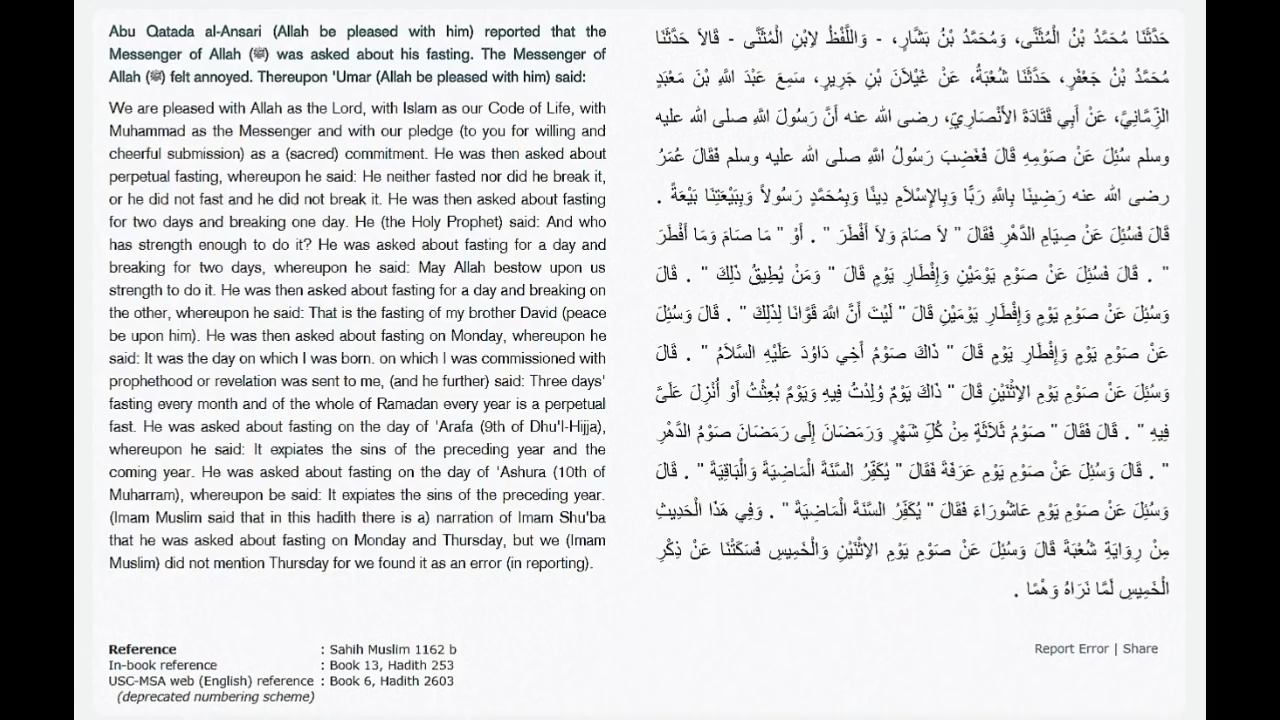 Abu Qatada al-Ansari (Allah be pleased with him) reported that the
Messenger of Allah (ﷺ) was asked about his fasting. The Messenger of
Allah (ﷺ) felt annoyed. Thereupon 'Umar (Allah be pleased with him) said:
We are pleased with Allah as the Lord, with Islam as our Code of Life, with
Muhammad as the Messenger and with our pledge (to you for willing and
cheerful submission) as a (sacred) commitment. He was then asked about
perpetual fasting, whereupon he said: He neither fasted nor did he break it,
or he did not fast and he did not break it. He was then asked about fasting
for two days and breaking one day. He (the Holy Prophet) said: And who
has strength enough to do it? He was asked about fasting for a day and
breaking for two days, whereupon he said: May Allah bestow upon us
strength to do it. He was then asked about fasting for a day and breaking on
the other, whereupon he said: That is the fasting of my brother David (peace
be upon him). He was then asked about fasting on Monday, whereupon he
said: It was the day on which I was born. on which I was commissioned with
prophethood or revelation was sent to me, (and he further) said: Three days'
fasting every month and of the whole of Ramadan every year is a perpetual
fast. He was asked about fasting on the day of 'Arafa (9th of Dhu'l-Hijja),
whereupon he said: It expiates the sins of the preceding year and the
coming year. He was asked about fasting on the day of 'Ashura (10th of
Muharram), whereupon be said: It expiates the sins of the preceding year.
(Imam Muslim said that in this hadith there is a) narration of Imam Shu'ba
that he was asked about fasting on Monday and Thursday, but we (Imam
Muslim) did not mention Thursday for we found it as an error (in reporting).
حَدَّثَنَا مُحَمَّدُ بْنُ الْمُثَنَّى، وَمُحَمَّدُ بْنُ بَشَّارٍ، - وَاللَّفْظُ لاِبْنِ الْمُثَنَّى - قَالاَ حَدَّثَنَا
مُحَمَّدُ بْنُ جَعْفَرٍ، حَدَّثَنَا شُعْبَةُ، عَنْ غَيْلاَنَ بْنِ جَرِيرٍ، سَمِعَ عَبْدَ اللَّهِ بْنَ مَعْبَدٍ
الزِّمَّانِيَّ، عَنْ أَبِي قَتَادَةَ الأَنْصَارِيِّ، رضى الله عنه أَنَّ رَسُولَ اللَّهِ صلى الله عليه
وسلم سُئِلَ عَنْ صَوْمِهِ قَالَ فَغَضِبَ رَسُولُ اللَّهِ صلى الله عليه وسلم فَقَالَ عُمَرُ
رضى الله عنه رَضِينَا بِاللَّهِ رَبًّا وَبِالإِسْلاَمِ دِينًا وَبِمُحَمَّدٍ رَسُولاً وَبِبَيْعَتِنَا بَيْعَةً .
قَالَ فَسُئِلَ عَنْ صِيَامِ الدَّهْرِ فَقَالَ " لاَ صَامَ وَلاَ أَفْطَرَ " . أَوْ " مَا صَامَ وَمَا أَفْطَرَ
" . قَالَ فَسُئِلَ عَنْ صَوْمِ يَوْمَيْنِ وَإِفْطَارِ يَوْمٍ قَالَ " وَمَنْ يُطِيقُ ذَلِكَ " . قَالَ
وَسُئِلَ عَنْ صَوْمِ يَوْمٍ وَإِفْطَارِ يَوْمَيْنِ قَالَ " لَيْتَ أَنَّ اللَّهَ قَوَّانَا لِذَلِكَ " . قَالَ وَسُئِلَ
عَنْ صَوْمِ يَوْمٍ وَإِفْطَارِ يَوْمٍ قَالَ " ذَاكَ صَوْمُ أَخِي دَاوُدَ عَلَيْهِ السَّلاَمُ " . قَالَ
وَسُئِلَ عَنْ صَوْمِ يَوْمِ الاِثْنَيْنِ قَالَ " ذَاكَ يَوْمٌ وُلِدْتُ فِيهِ وَيَوْمٌ بُعِثْتُ أَوْ أُنْزِلَ عَلَىَّ
فِيهِ " . قَالَ فَقَالَ " صَوْمُ ثَلاَثَةٍ مِنْ كُلِّ شَهْرٍ وَرَمَضَانَ إِلَى رَمَضَانَ صَوْمُ الدَّهْرِ
" . قَالَ وَسُئِلَ عَنْ صَوْمِ يَوْمِ عَرَفَةَ فَقَالَ " يُكَفِّرُ السَّنَةَ الْمَاضِيَةَ وَالْبَاقِيَةَ " . قَالَ
وَسُئِلَ عَنْ صَوْمِ يَوْمِ عَاشُورَاءَ فَقَالَ " يُكَفِّرُ السَّنَةَ الْمَاضِيَةَ " . وَفِي هَذَا الْحَدِيثِ
مِنْ رِوَايَةِ شُعْبَةَ قَالَ وَسُئِلَ عَنْ صَوْمِ يَوْمِ الاِثْنَيْنِ وَالْخَمِيسِ فَسَكَتْنَا عَنْ ذِكْرِ
الْخَمِيسِ لَمَّا نَرَاهُ وَهْمًا .
Reference : Sahih Muslim 1162 b
In-book reference : Book 13, Hadith 253
USC-MSA web (English) reference : Book 6, Hadith 2603
(deprecated numbering scheme)
Report Error | Share